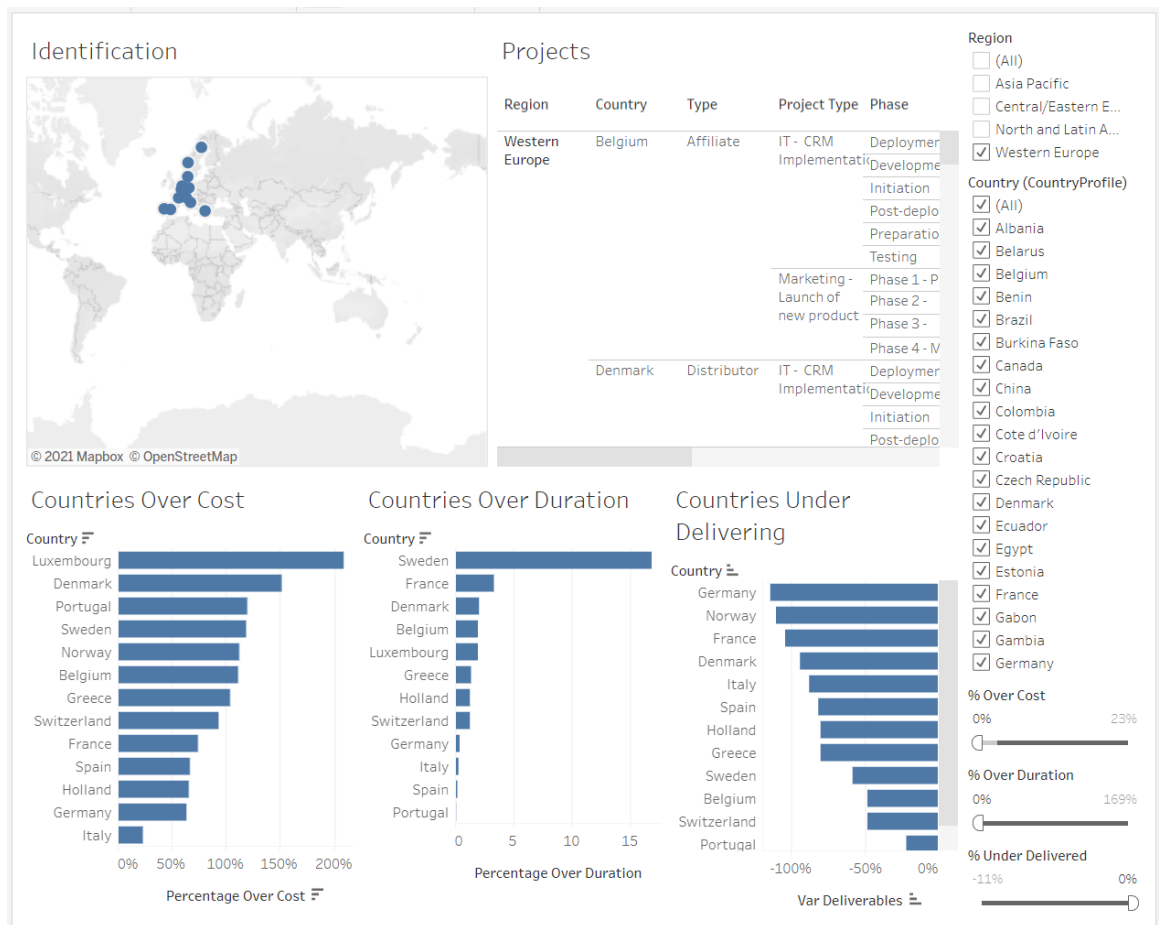 Identification
© 2021 Mapbox © OpenStreetMap
Projects
Region Country Type Project Type Phase
Western Europe Belgium Affiliate IT - CRM Implementatic Deploymer
Developme
Initiation
Post-deplo
Preparatio
Testing
Marketing - Launch of new product Phase 1 - P
Phase 2 -
Phase 3 -
Phase 4 - M
Denmark Distributor IT - CRM Implementatic Deploymer
Developme
Initiation
Post-deplo
Region
(All)
Asia Pacific
Central/Eastern E...
North and Latin A...
Western Europe
Country (CountryProfile)
(All)
Albania
Belarus
Belgium
Benin
Brazil
Burkina Faso
Canada
China
Colombia
Cote d'Ivoire
Croatia
Czech Republic
Denmark
Ecuador
Egypt
Estonia
France
Gabon
Gambia
Germany
% Over Cost
0% 23%
% Over Duration
0% 169%
% Under Delivered
-11% 0%
Countries Over Cost
Country
Luxembourg
Denmark
Portugal
Sweden
Norway
Belgium
Greece
Switzerland
France
Spain
Holland
Germany
Italy
0% 50% 100% 150% 200%
Percentage Over Cost
Countries Over Duration
Country
Sweden
France
Denmark
Belgium
Luxembourg
Greece
Holland
Switzerland
Germany
Italy
Spain
Portugal
0 5 10 15
Percentage Over Duration
Countries Under
Delivering
Country
Germany
Norway
France
Denmark
Italy
Spain
Holland
Greece
Sweden
Belgium
Switzerland
Portugal
-100% -50% 0%
Var Deliverables